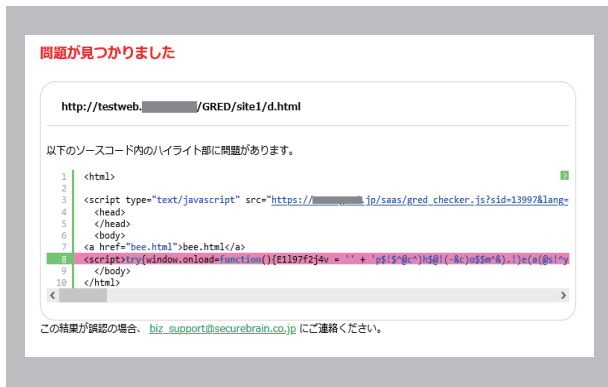 問題が見つかりました
http://testweb. /GRED/site1/d.html
以下のソースコード内のハイライト部に問題があります。
1 <html>
2
3 <script type="text/javascript" src="https:// .jp/saas/gred_checker.js?sid=13997&lang=
4 <head>
5 </head>
6 <body>
7 <a href="bee.html">bee.html</a>
8 <script>try{window.onload=function(){E1l97f2j4v = '' + 'p$!$^@c^)h$@!(-&c)o$$m^&).!)e(a(@s!^y
9 </body>
10 </html>
この結果が誤認の場合、 biz_support@securebrain.co.jp にご連絡ください。